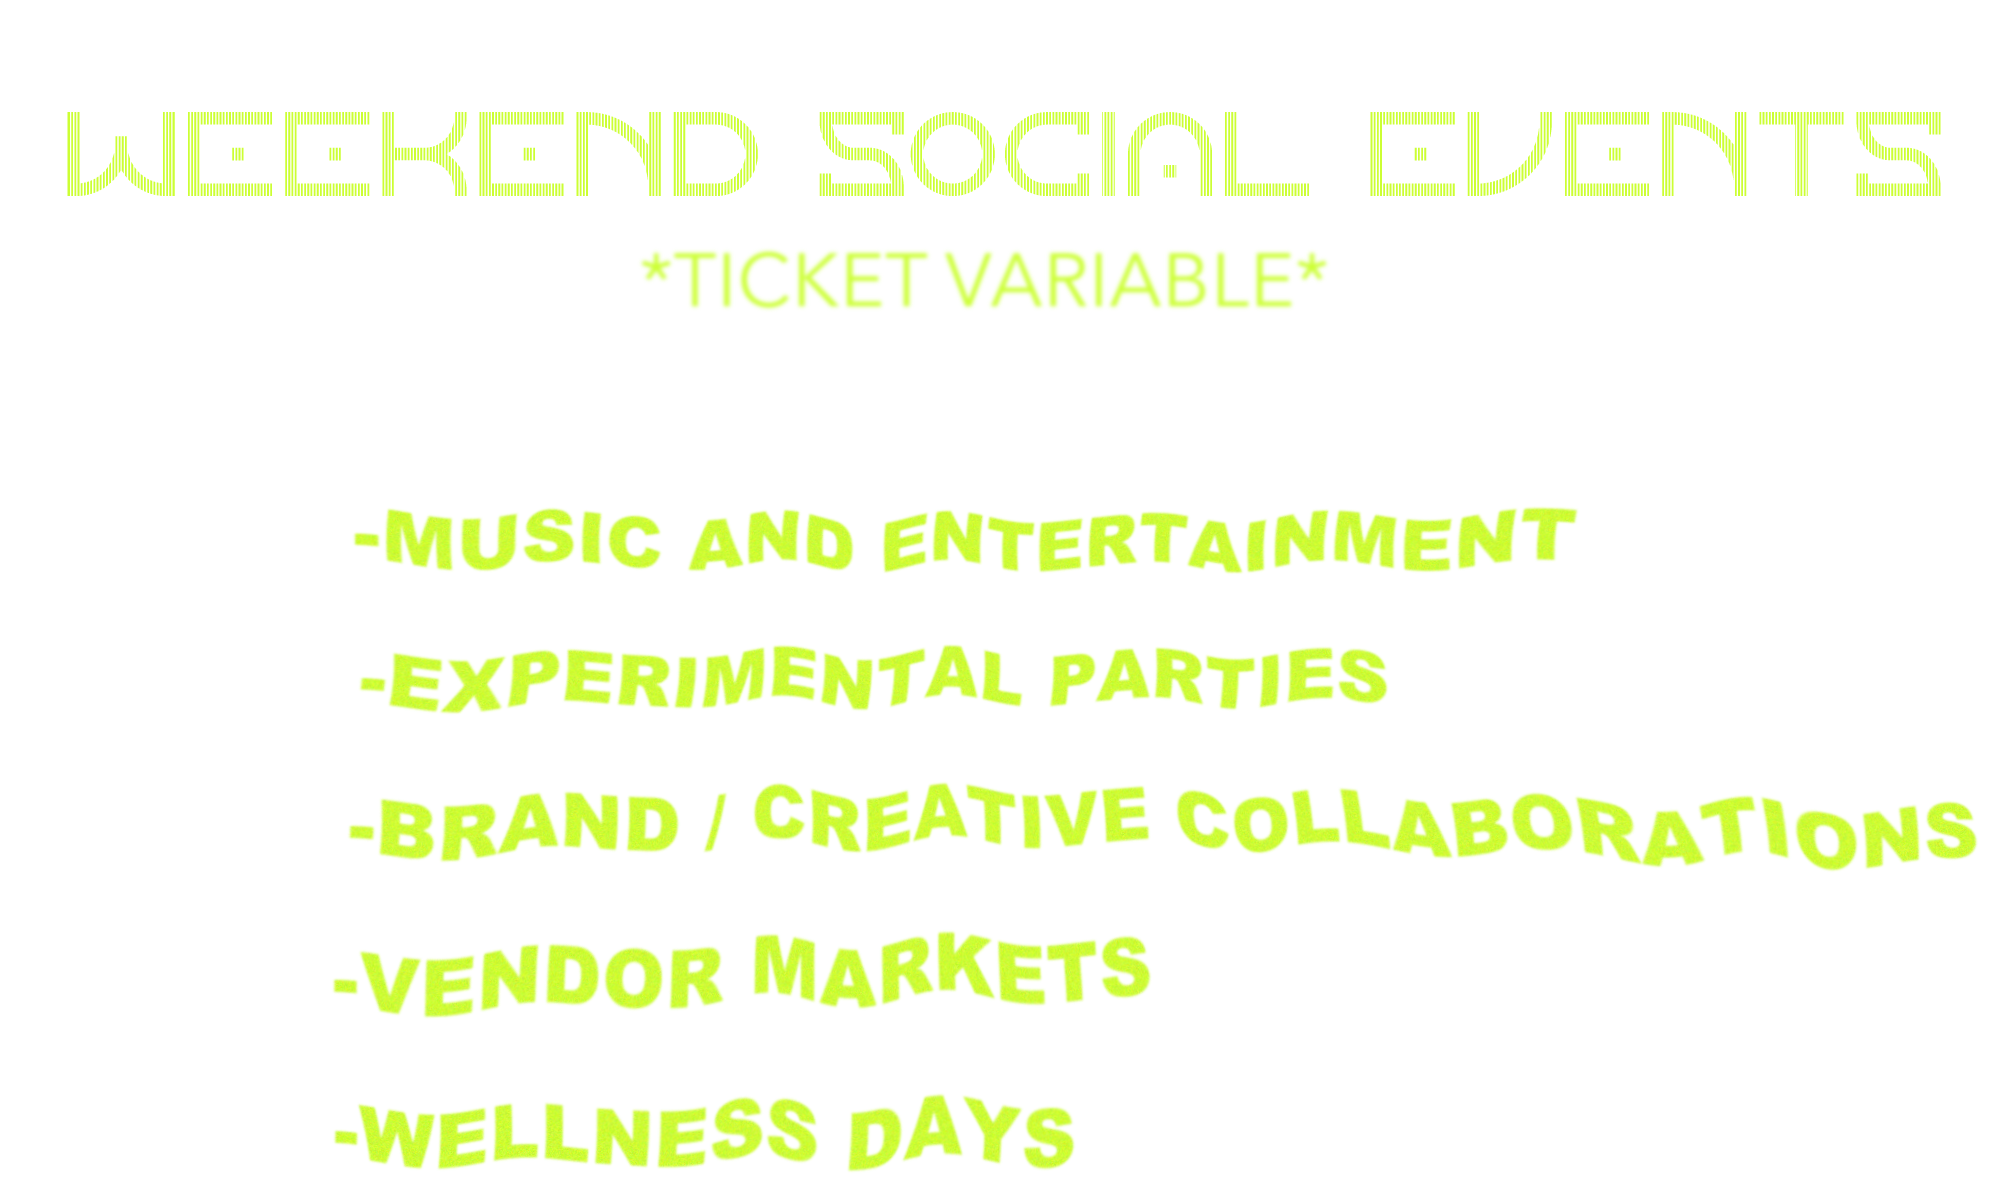 WEEKEND SOCIAL EVENTS
*TICKET VARIABLE*
-MUSIC AND ENTERTAINMENT
-EXPERIMENTAL PARTIES
-BRAND / CREATIVE COLLABORATIONS
-VENDOR MARKETS
-WELLNESS DAYS